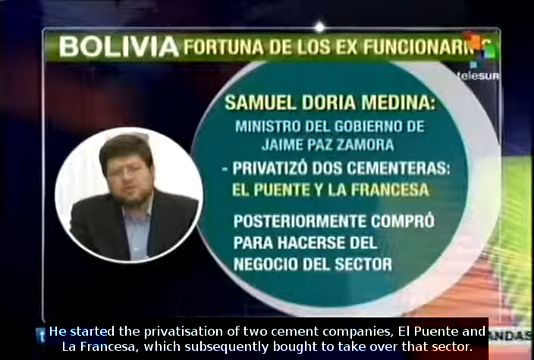 BOLIVIA FORTUNA DE LOS EX FUNCIONARIOS
teleSUR
SAMUEL DORIA MEDINA:
MINISTRO DEL GOBIERNO DE
JAIME PAZ ZAMORA
- PRIVATIZÓ DOS CEMENTERAS:
EL PUENTE Y LA FRANCESA
POSTERIORMENTE COMPRÓ
PARA HACERSE DEL
NEGOCIO DEL SECTOR
He started the privatisation of two cement companies, El Puente and
La Francesa, which subsequently bought to take over that sector.